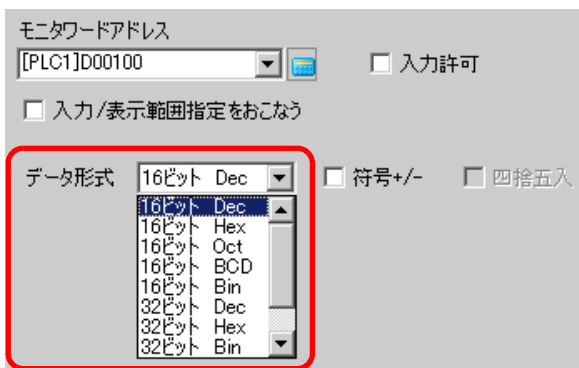 モニタワードアドレス
[PLC1]D00100
入力許可
入力/表示範囲指定をおこなう
データ形式 16ビット Dec 符号+/- 四捨五入
16ビット Dec
16ビット Hex
16ビット Oct
16ビット BCD
16ビット Bin
32ビット Dec
32ビット Hex
32ビット Bin